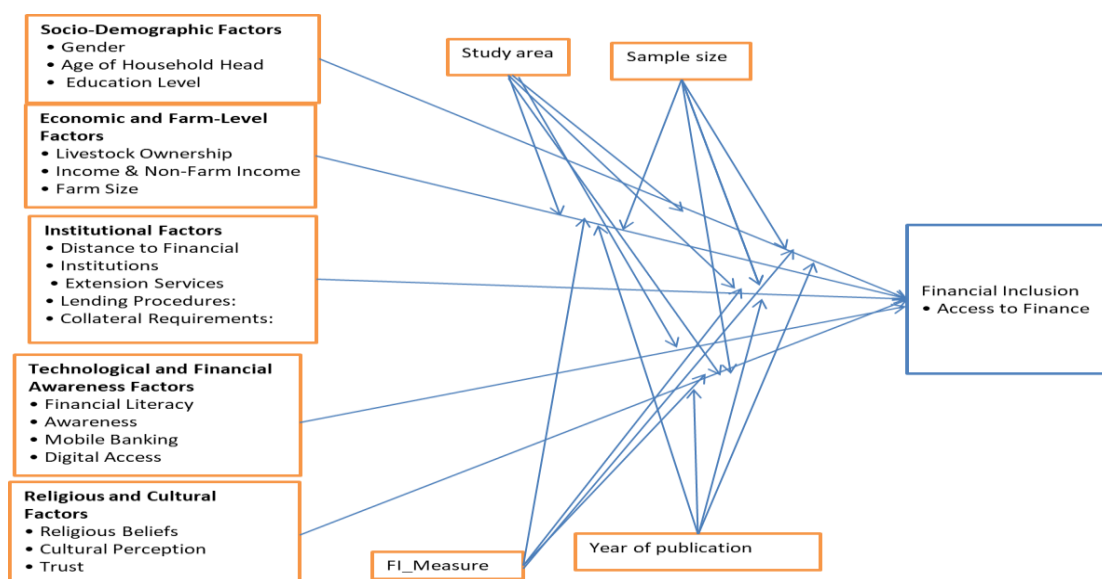 Socio-Demographic Factors
• Gender
• Age of Household Head
• Education Level
Economic and Farm-Level
Factors
• Livestock Ownership
• Income & Non-Farm Income
• Farm Size
Institutional Factors
• Distance to Financial
• Institutions
• Extension Services
• Lending Procedures:
• Collateral Requirements:
Technological and Financial
Awareness Factors
• Financial Literacy
• Awareness
• Mobile Banking
• Digital Access
Religious and Cultural
Factors
• Religious Beliefs
• Cultural Perception
• Trust
Study area
Sample size
FI_Measure
Year of publication
Financial Inclusion
• Access to Finance